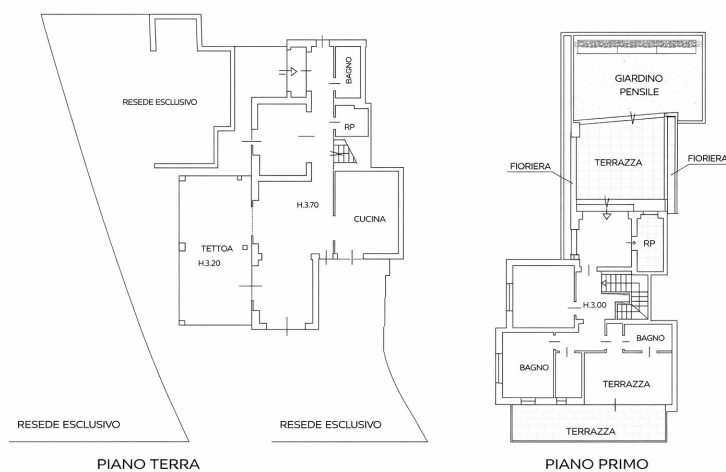 RESEDE ESCLUSIVO
BAGNO
RP
H.3.70
CUCINA
TETTOA
H.3.20
RESEDE ESCLUSIVO
RESEDE ESCLUSIVO
PIANO TERRA
GIARDINO
PENSILE
FIORIERA
TERRAZZA
FIORIERA
RP
H.3.00
BAGNO
BAGNO
TERRAZZA
TERRAZZA
PIANO PRIMO